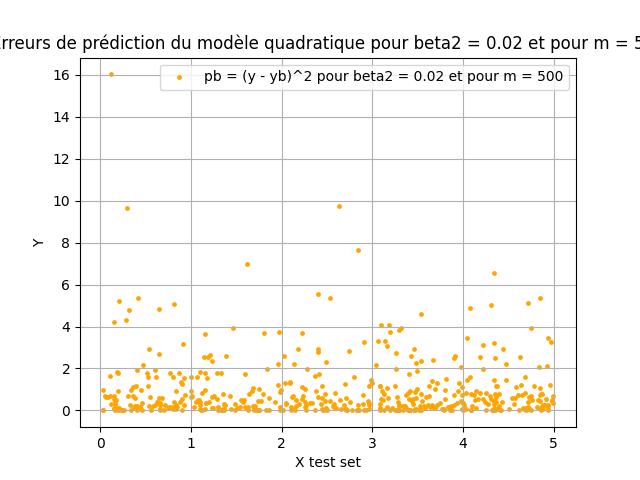 rreurs de prédiction du modèle quadratique pour beta2 = 0.02 et pour m = 5
pb = (y - yb)^2 pour beta2 = 0.02 et pour m = 500
16
14
12
10
8
6
4
2
0
Y
0 1 2 3 4 5
X test set